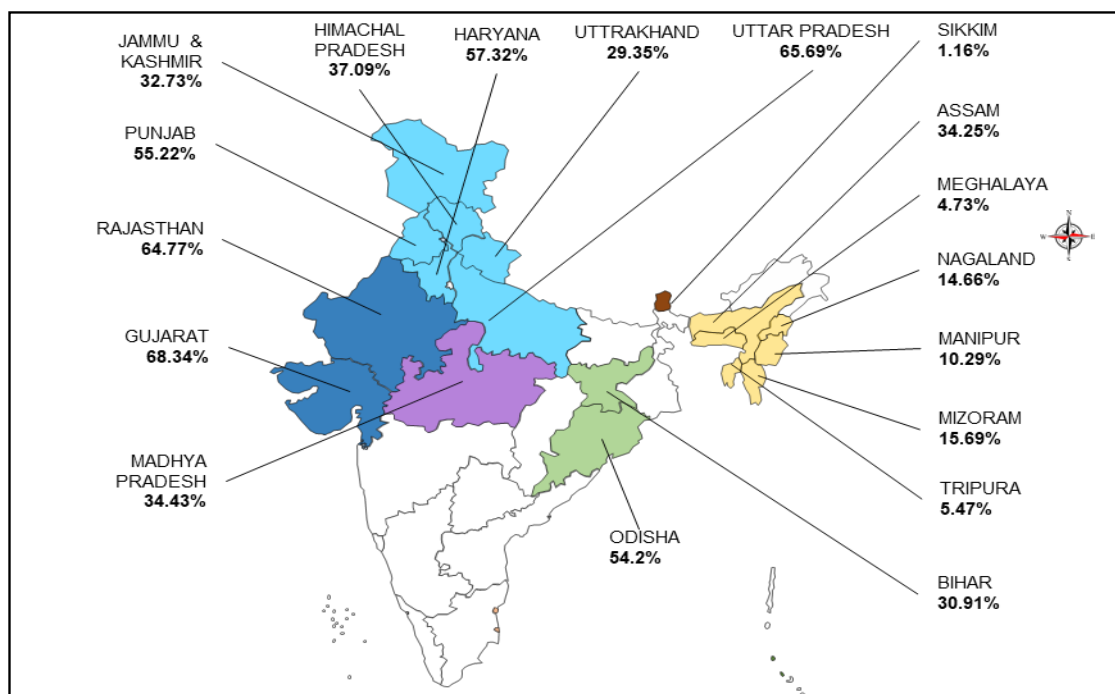 JAMMU &
KASHMIR
32.73%
HIMACHAL
PRADESH
37.09%
HARYANA
57.32%
UTTRAKHAND
29.35%
UTTAR PRADESH
65.69%
SIKKIM
1.16%
PUNJAB
55.22%
ASSAM
34.25%
MEGHALAYA
4.73%
RAJASTHAN
64.77%
N
W
E
S
NAGALAND
14.66%
GUJARAT
68.34%
MANIPUR
10.29%
MIZORAM
15.69%
MADHYA
PRADESH
34.43%
TRIPURA
5.47%
ODISHA
54.2%
BIHAR
30.91%